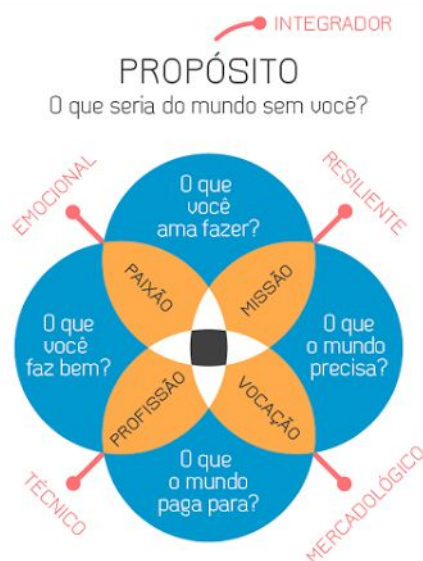 INTEGRADOR
PROPÓSITO
O que seria do mundo sem você?
EMOCIONAL
RESILIENTE
O que
você
ama fazer?
PAIXÃO
MISSÃO
O que
você
faz bem?
O que
o mundo
precisa?
PROFISSÃO
VOCAÇÃO
O que
o mundo
paga para?
TÉCNICO
MERCADOLÓGICO